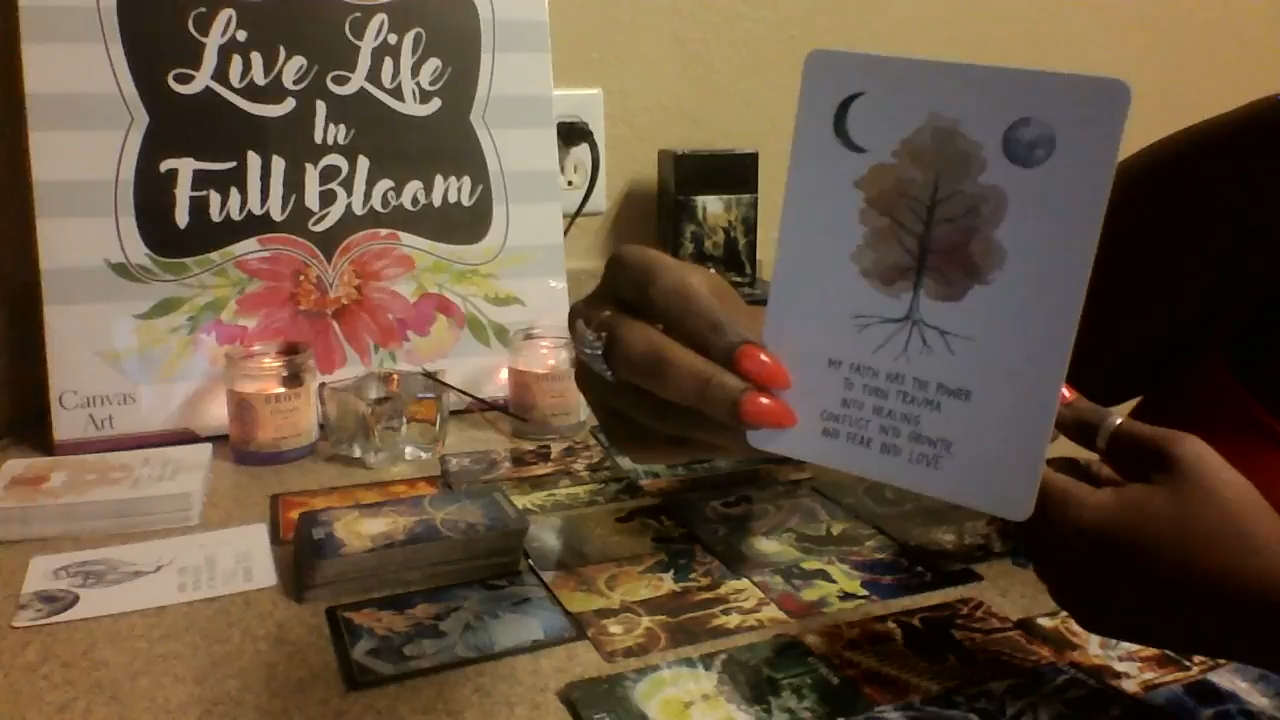 Live Life
In
Full Bloom
Canvas
Art
MY FAITH HAS THE POWER
TO TURN TRAUMA
INTO HEALING
CONFLICT INTO GROWTH
AND FEAR INTO LOVE.